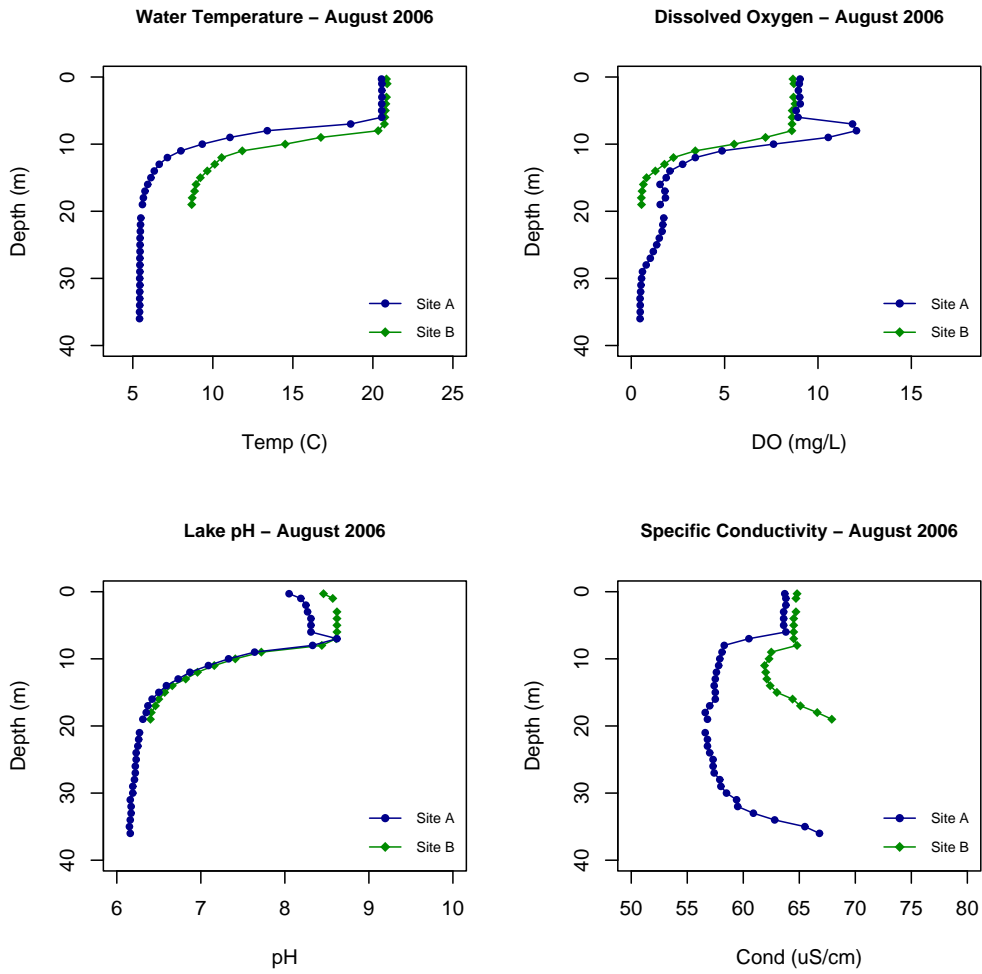 Water Temperature − August 2006
0
10
20
30
40
Depth (m)
5
10
15
20
25
Temp (C)
Site A
Site B
Dissolved Oxygen − August 2006
0
10
20
30
40
Depth (m)
0
5
10
15
DO (mg/L)
Site A
Site B
Lake pH − August 2006
0
10
20
30
40
Depth (m)
6
7
8
9
10
pH
Site A
Site B
Specific Conductivity − August 2006
0
10
20
30
40
Depth (m)
50
55
60
65
70
75
80
Cond (uS/cm)
Site A
Site B